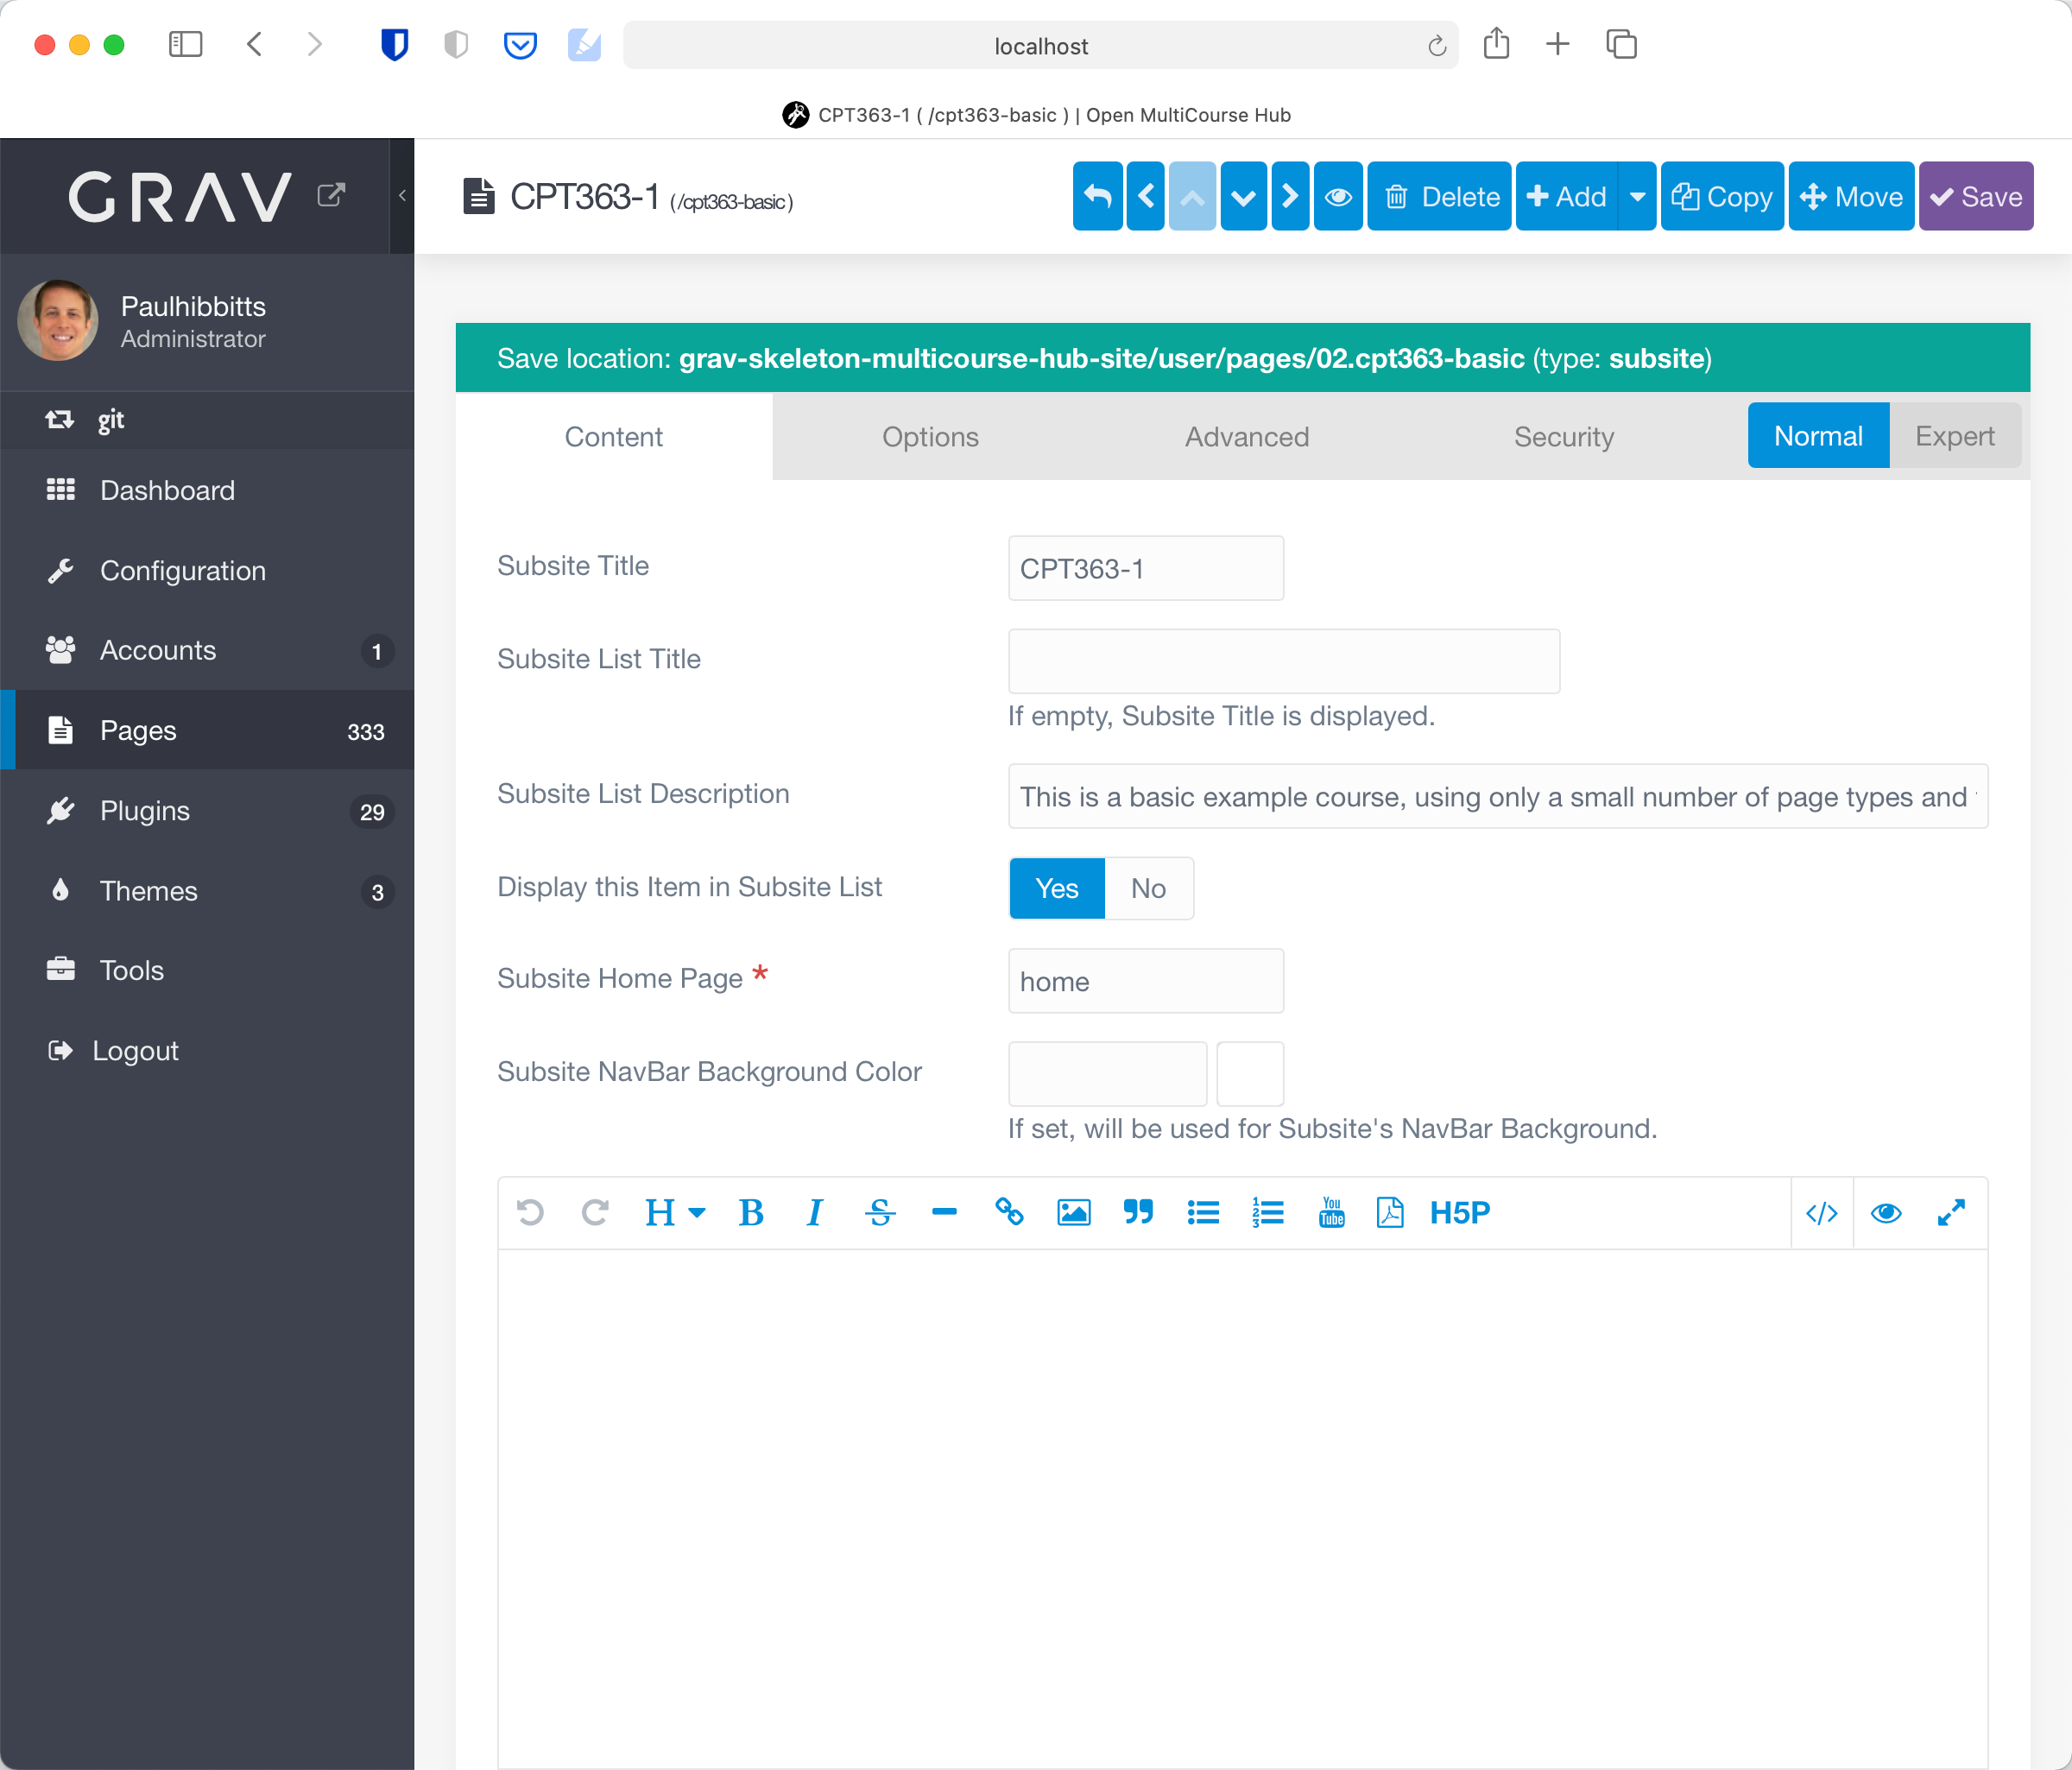 localhost
CPT363-1 ( /cpt363-basic ) | Open MultiCourse Hub
GRAV
CPT363-1 (/cpt363-basic)
Delete
Add
Copy
Move
Save
Paulhibbitts
Administrator
Save location: grav-skeleton-multicourse-hub-site/user/pages/02.cpt363-basic (type: subsite)
git
Content
Options
Advanced
Security
Normal
Expert
Dashboard
Configuration
Accounts 1
Pages 333
Plugins 29
Themes 3
Tools
Logout
Subsite Title
CPT363-1
Subsite List Title
If empty, Subsite Title is displayed.
Subsite List Description
This is a basic example course, using only a small number of page types and
Display this Item in Subsite List
Yes
No
Subsite Home Page *
home
Subsite NavBar Background Color
If set, will be used for Subsite's NavBar Background.
H
B
I
S
1
2
3
You
Tube
H5P